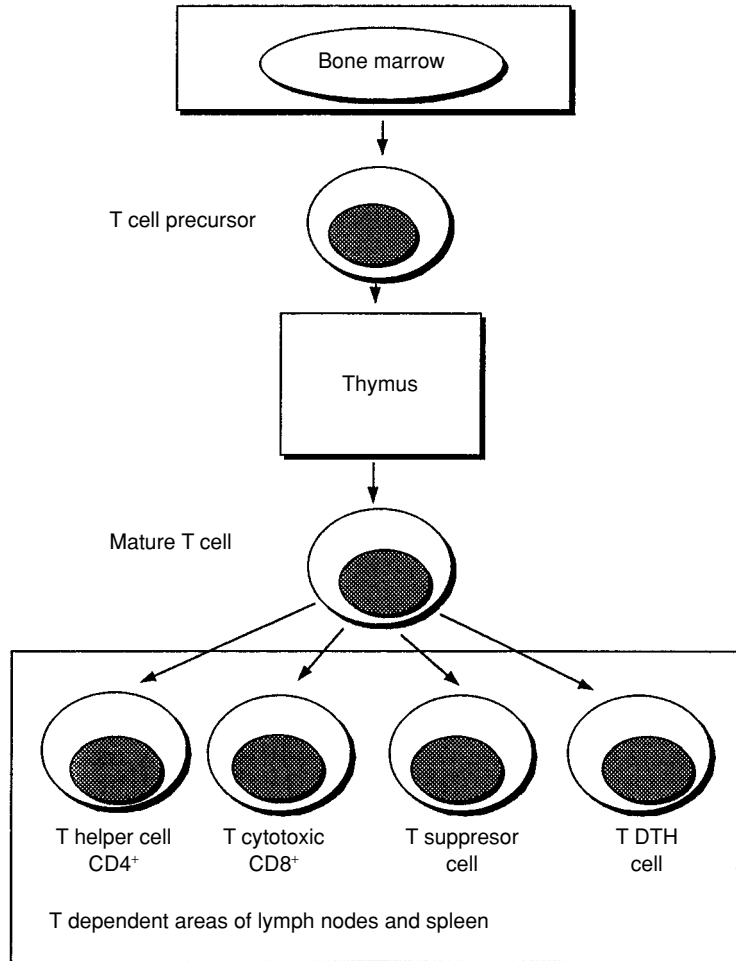 Bone marrow
T cell precursor
Thymus
Mature T cell
T helper cell
CD4⁺
T cytotoxic
CD8⁺
T suppresor
cell
T DTH
cell
T dependent areas of lymph nodes and spleen